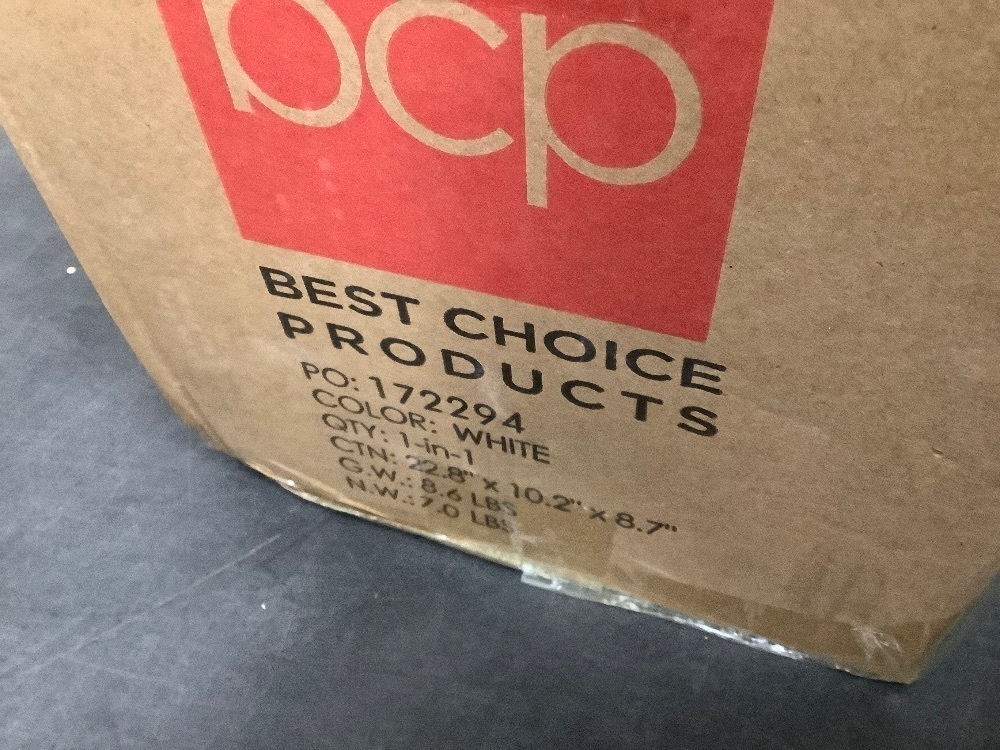 bcp
BEST CHOICE
PRODUCTS
PO: 172294
COLOR: WHITE
QTY: 1-in-1
CTN: 22.8" x 10.2" x 8.7"
G.W.: 8.6 LBS
N.W.: 7.0 LBS